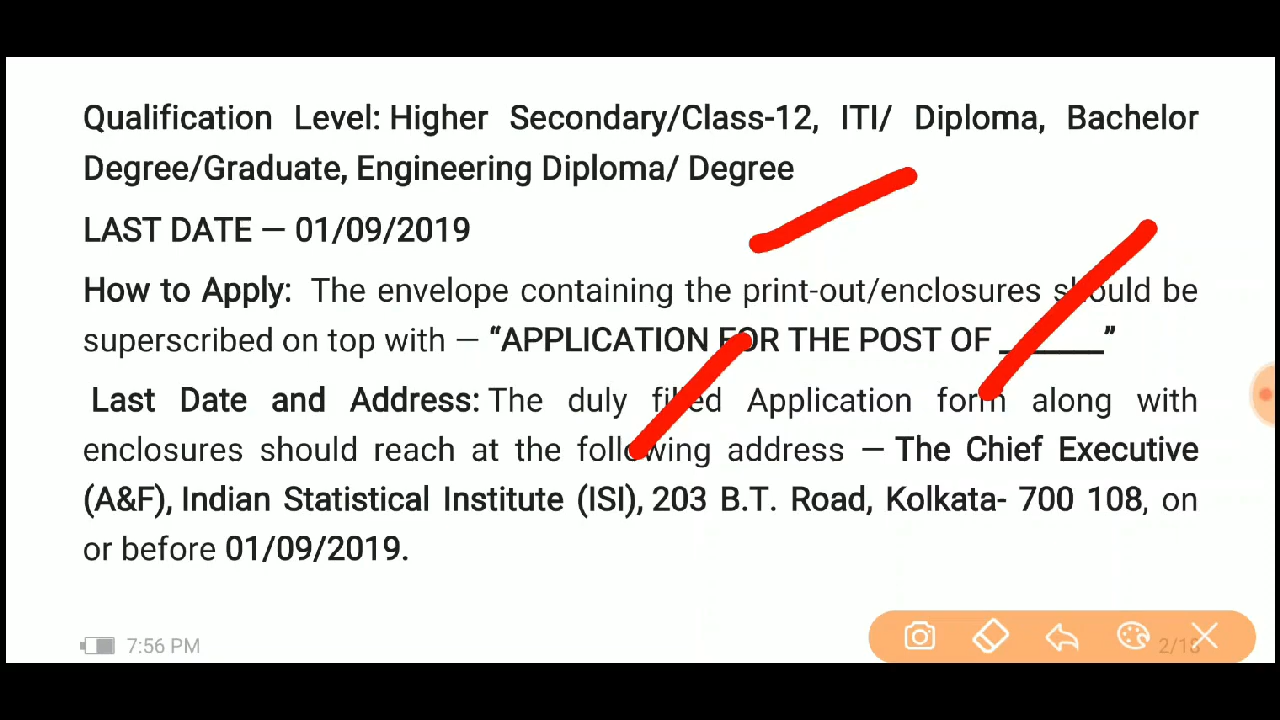 Qualification Level: Higher Secondary/Class-12, ITI/ Diploma, Bachelor
Degree/Graduate, Engineering Diploma/ Degree
LAST DATE — 01/09/2019
How to Apply: The envelope containing the print-out/enclosures should be
superscribed on top with — “APPLICATION FOR THE POST OF ______”
Last Date and Address: The duly filled Application form along with
enclosures should reach at the following address — The Chief Executive
(A&F), Indian Statistical Institute (ISI), 203 B.T. Road, Kolkata- 700 108, on
or before 01/09/2019.
7:56 PM